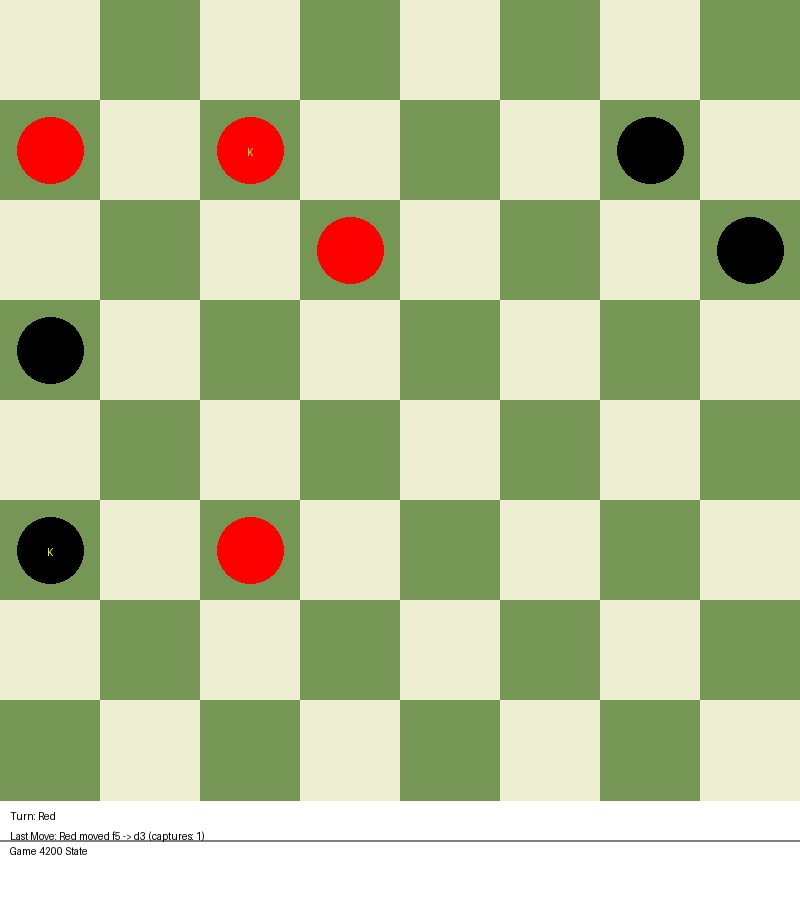 K
K
Turn: Red
Last Move: Red moved f5 -> d3 (captures: 1)
Game 4200 State